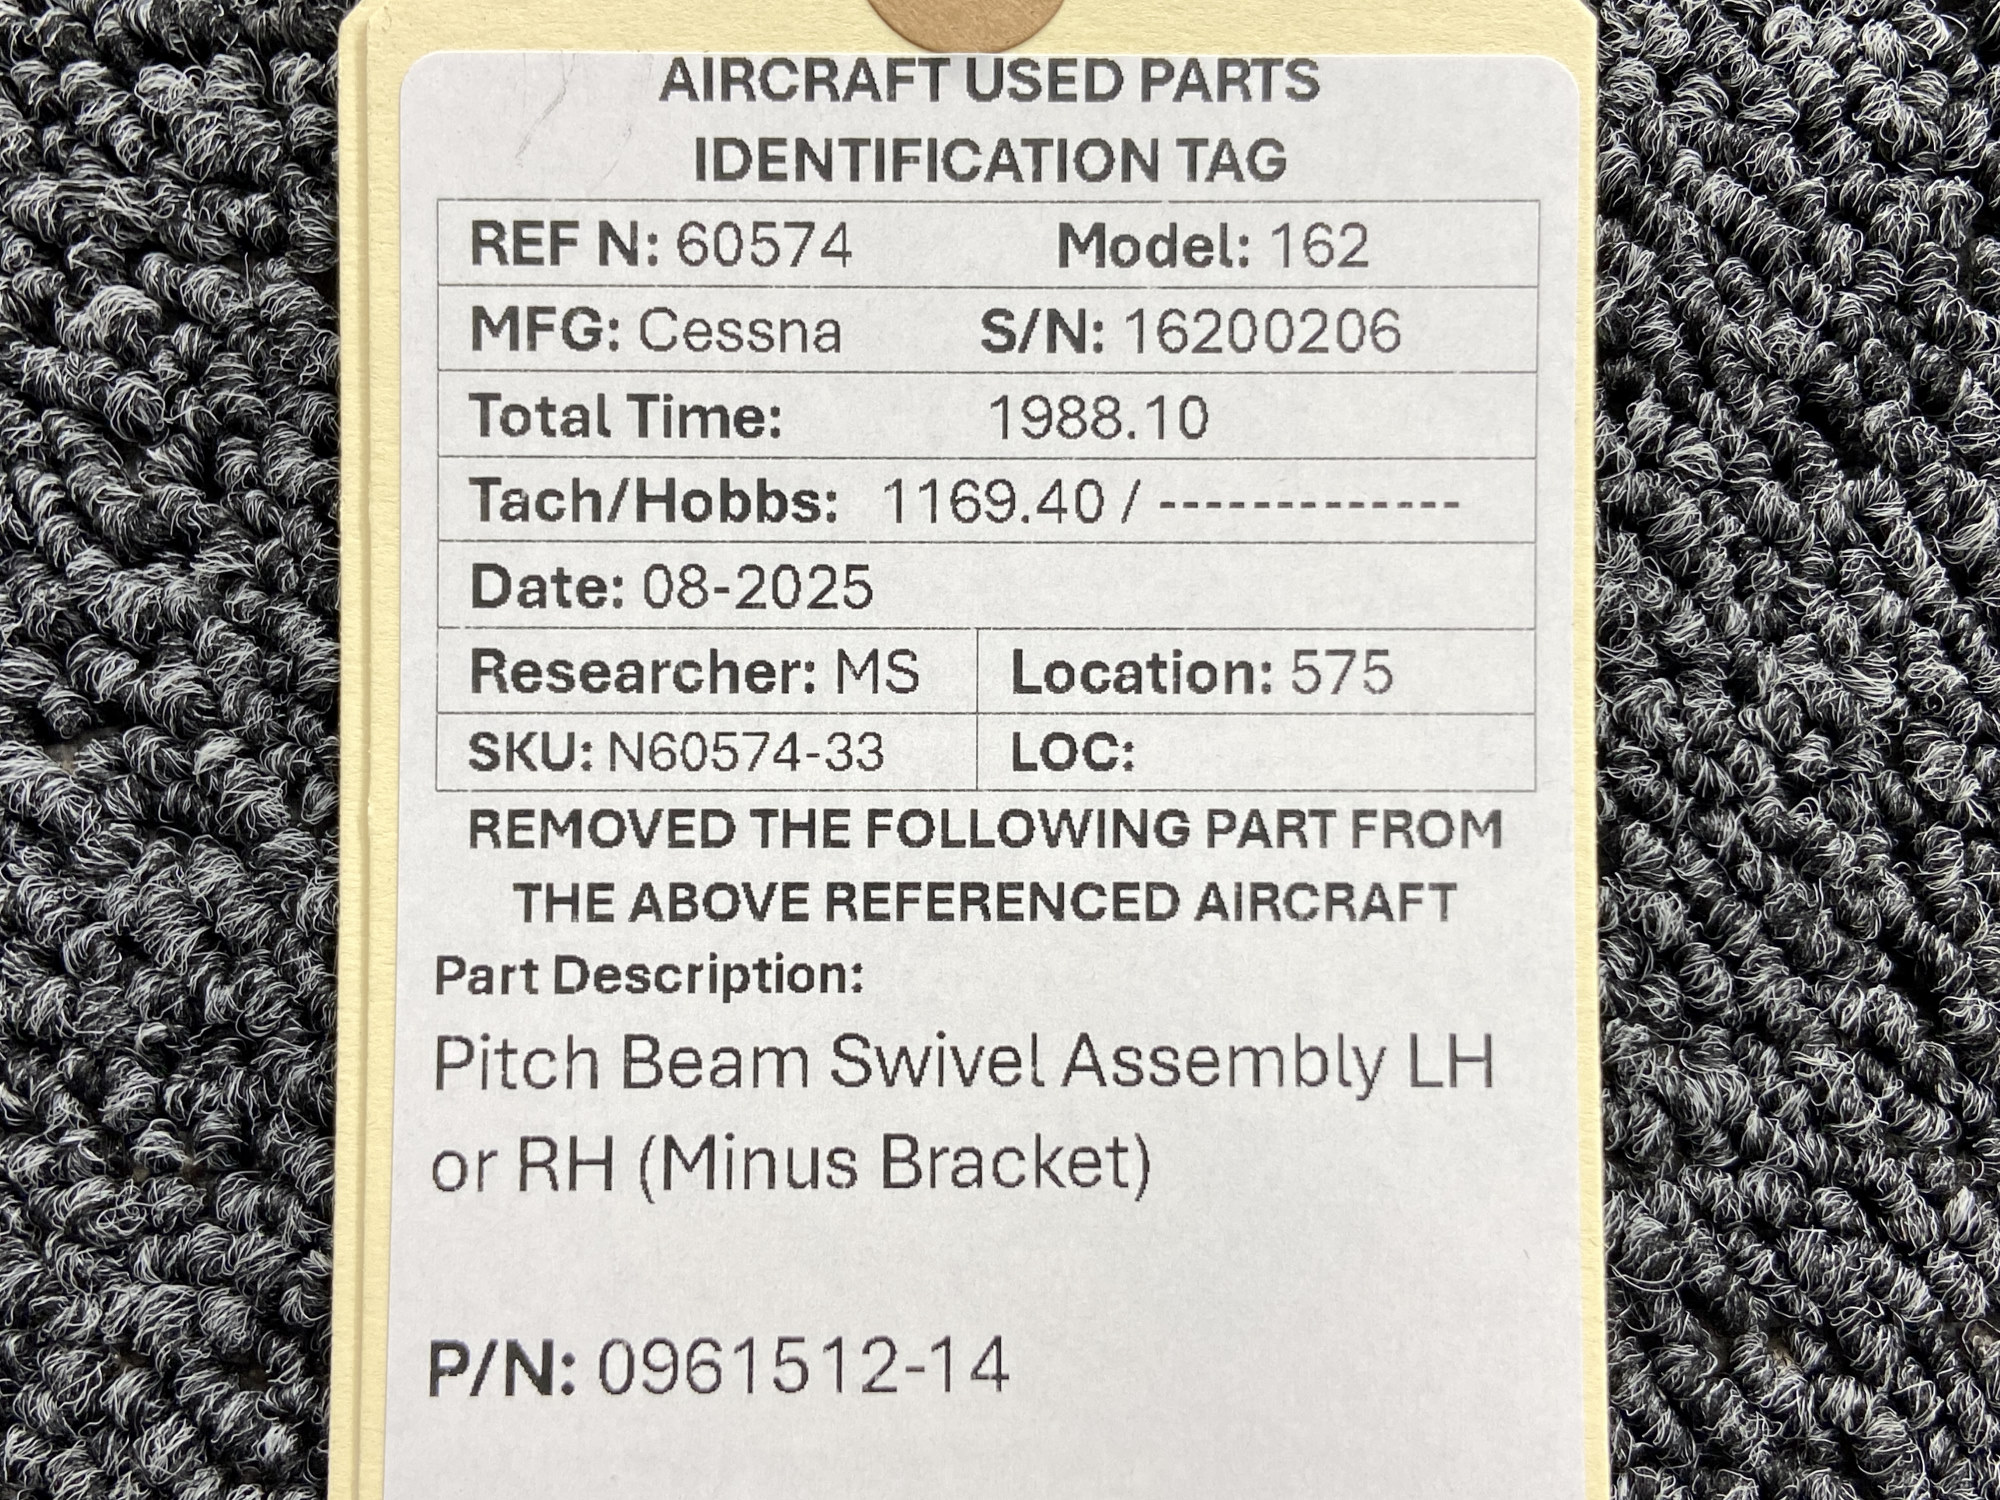 AIRCRAFT USED PARTS
IDENTIFICATION TAG
REF N: 60574 Model: 162
MFG: Cessna S/N: 16200206
Total Time: 1988.10
Tach/Hobbs: 1169.40 / -------------
Date: 08-2025
Researcher: MS Location: 575
SKU: N60574-33 LOC:
REMOVED THE FOLLOWING PART FROM
THE ABOVE REFERENCED AIRCRAFT
Part Description:
Pitch Beam Swivel Assembly LH
or RH (Minus Bracket)
P/N: 0961512-14